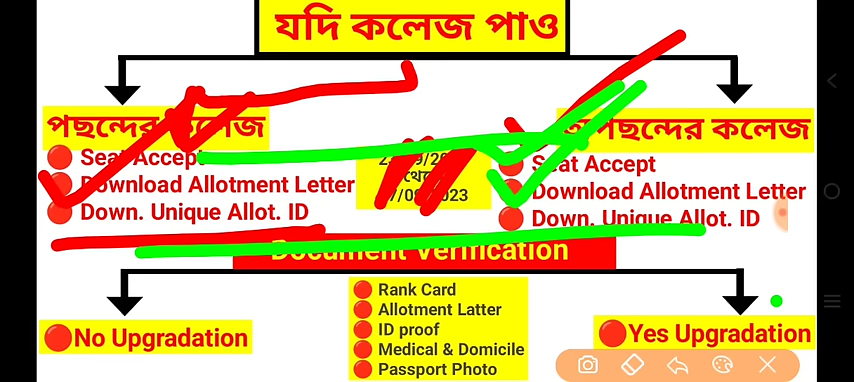 যদি কলেজ পাও
পছন্দের কলেজ
Seat Accept
Download Allotment Letter
Down. Unique Allot. ID
থেকে
অপছন্দের কলেজ
Seat Accept
Download Allotment Letter
Down. Unique Allot. ID
Document Verification
No Upgradation
Rank Card
Allotment Latter
ID proof
Medical & Domicile
Passport Photo
Yes Upgradation